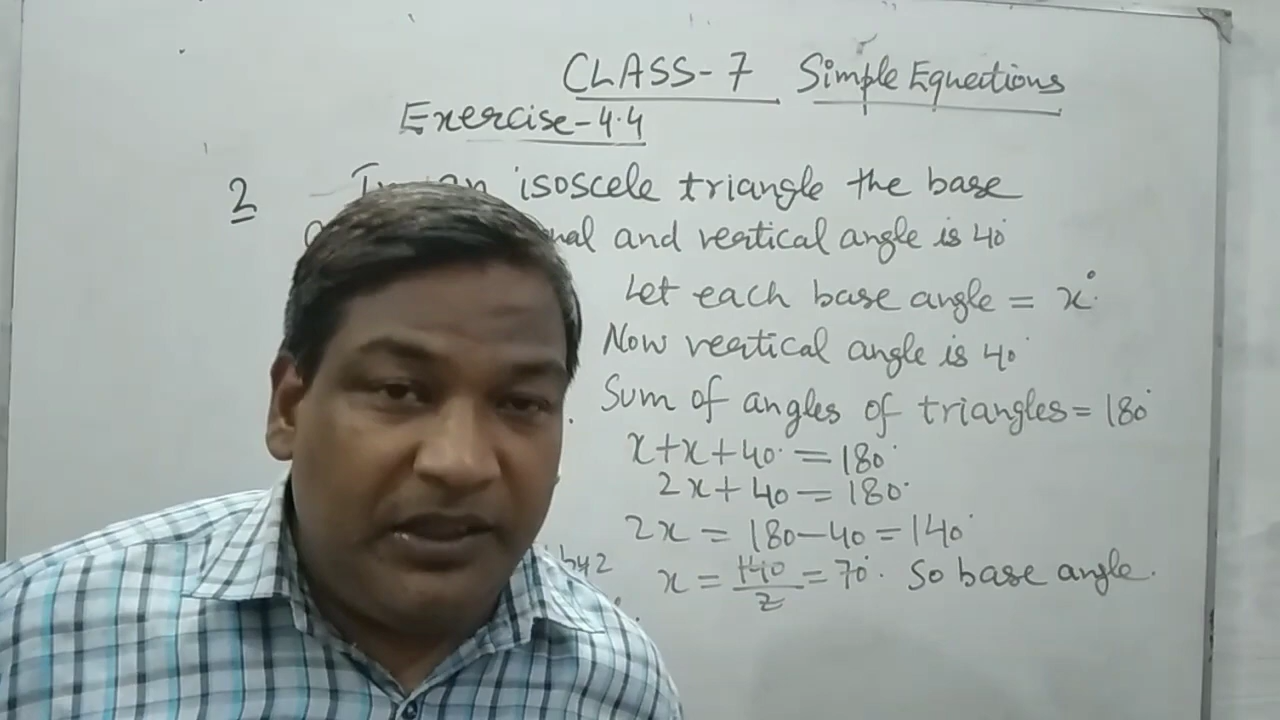 CLASS-7 Simple Equations
Exercise-4.4
2 isoscele triangle the base
and vertical angle is 40°
Let each base angle = x°.
Now vertical angle is 40°
Sum of angles of triangles = 180°
x+x+40° = 180°
2x+40 = 180°
2x = 180-40 = 140°
by 2 x = 140/2 = 70°. So base angle.